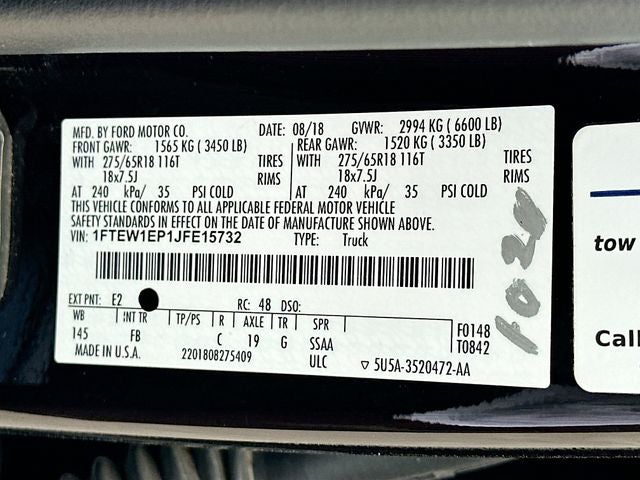 MFD. BY FORD MOTOR CO. DATE: 08/18 GVWR: 2994 KG ( 6600 LB)
FRONT GAWR: 1565 KG ( 3450 LB) REAR GAWR: 1520 KG ( 3350 LB)
WITH 275/65R18 116T TIRES WITH 275/65R18 116T TIRES
18x7.5J RIMS 18x7.5J RIMS
AT 240 kPa/ 35 PSI COLD AT 240 kPa/ 35 PSI COLD
THIS VEHICLE CONFORMS TO ALL APPLICABLE FEDERAL MOTOR VEHICLE
SAFETY STANDARDS IN EFFECT ON THE DATE OF MANUFACTURE SHOWN ABOVE.
VIN: 1FTEW1EP1JFE15732 TYPE: Truck
EXT PNT: E2 RC: 48 DSO:
WB INT TR TP/PS R AXLE TR SPR F0148
145 FB C 19 G SSAA T0842
MADE IN U.S.A. 2201808275409 ULC 5U5A-3520472-AA
tow
Call